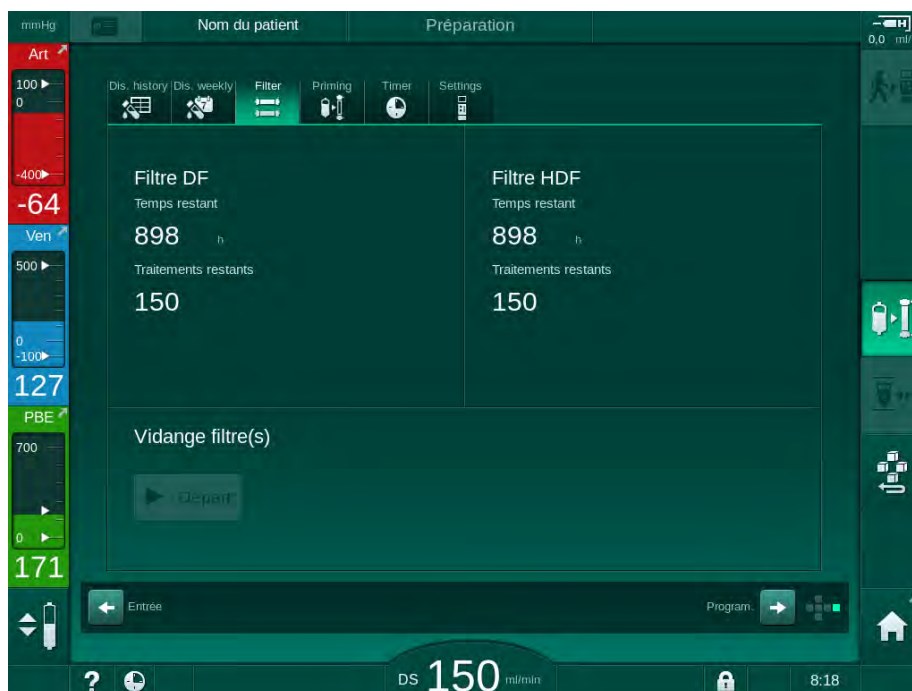 mmHg
Nom du patient
Préparation
0,0 ml/
Art
100
0
-400
-64
Ven
500
0
-100
127
PBE
700
0
171
Dis. history
Dis. weekly
7
Filter
Priming
Timer
Settings
Filtre DF
Temps restant
898 h
Traitements restants
150
Filtre HDF
Temps restant
898 h
Traitements restants
150
Vidange filtre(s)
Départ
Entrée
Program.
?
DS 150 ml/min
8:18